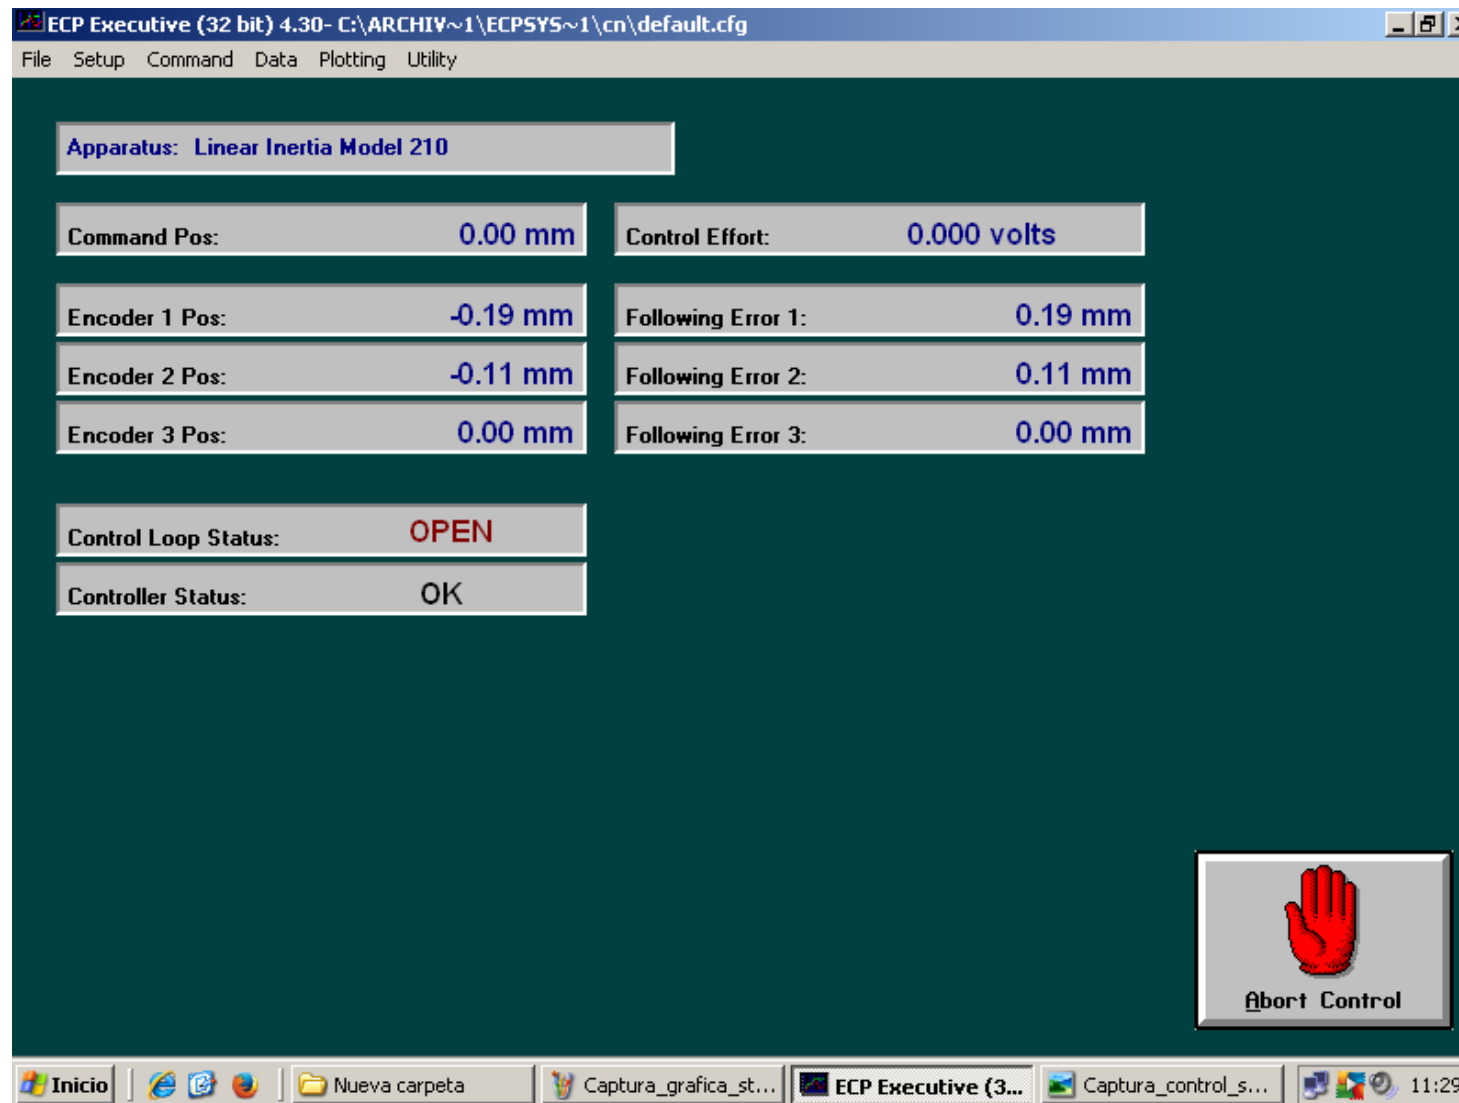 ECP Executive (32 bit) 4.30- C:\ARCHIV~1\ECPSYS~1\cn\default.cfg
File Setup Command Data Plotting Utility
Apparatus: Linear Inertia Model 210
Command Pos: 0.00 mm
Control Effort: 0.000 volts
Encoder 1 Pos: -0.19 mm
Following Error 1: 0.19 mm
Encoder 2 Pos: -0.11 mm
Following Error 2: 0.11 mm
Encoder 3 Pos: 0.00 mm
Following Error 3: 0.00 mm
Control Loop Status: OPEN
Controller Status: OK
Abort Control
Inicio Nueva carpeta Captura_grafica_st... ECP Executive (3... Captura_control_s... 11:29